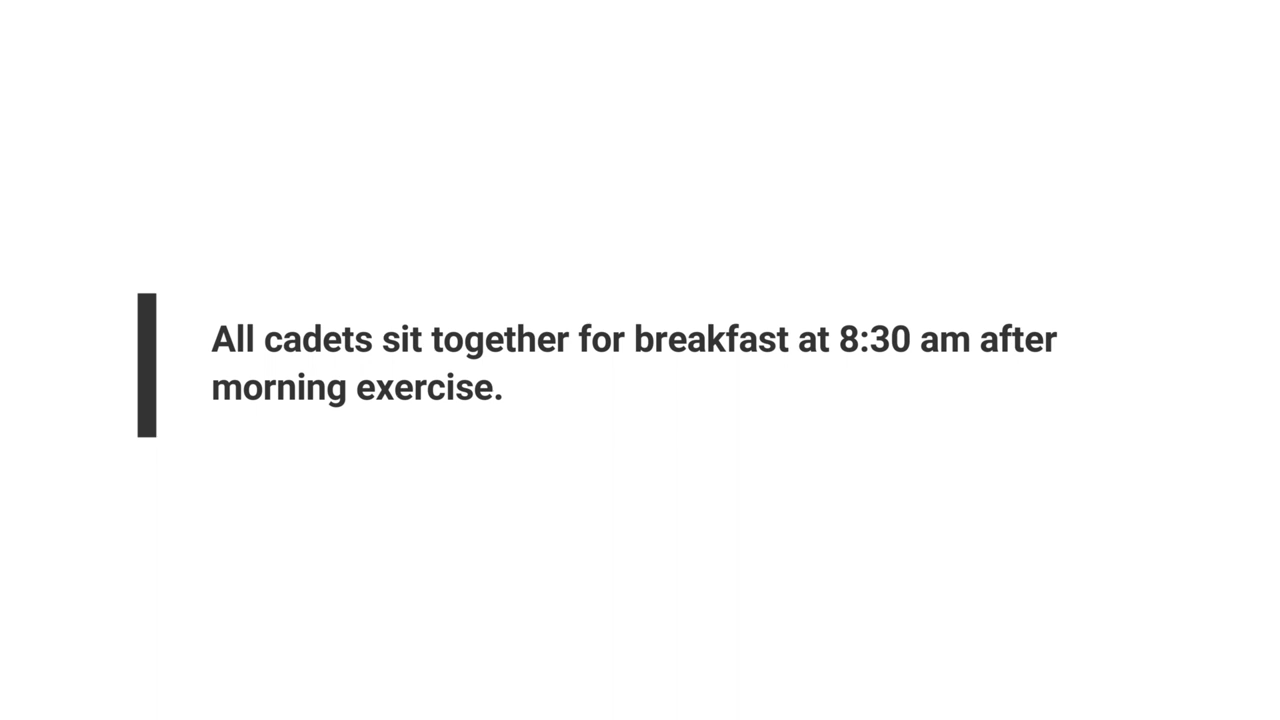 All cadets sit together for breakfast at 8:30 am after
morning exercise.